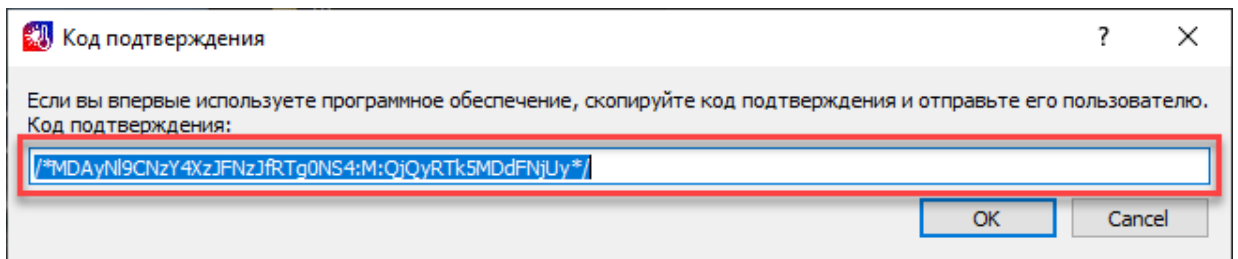 Код подтверждения
?
Если вы впервые используете программное обеспечение, скопируйте код подтверждения и отправьте его пользователю.
Код подтверждения:
/*MDAyNl9CNzY4XzJFNzJfRTg0NS4:M:QjQyRTk5MDdFNjUy*/
OK Cancel